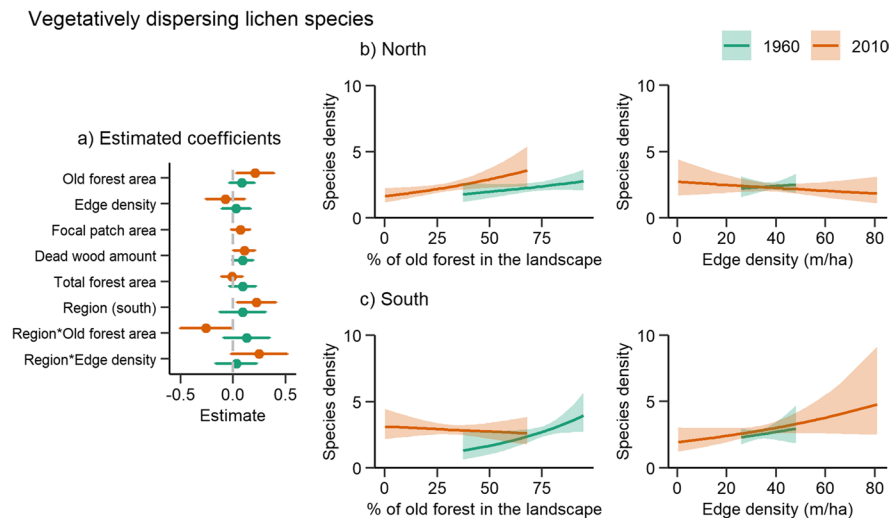 Vegetatively dispersing lichen species
1960 2010
a) Estimated coefficients
Old forest area
Edge density
Focal patch area
Dead wood amount
Total forest area
Region (south)
Region*Old forest area
Region*Edge density
-0.5 0.0 0.5
Estimate
b) North
Species density
10
5
0
0 25 50 75
% of old forest in the landscape
Species density
10
5
0
0 20 40 60 80
Edge density (m/ha)
c) South
Species density
10
5
0
0 25 50 75
% of old forest in the landscape
Species density
10
5
0
0 20 40 60 80
Edge density (m/ha)